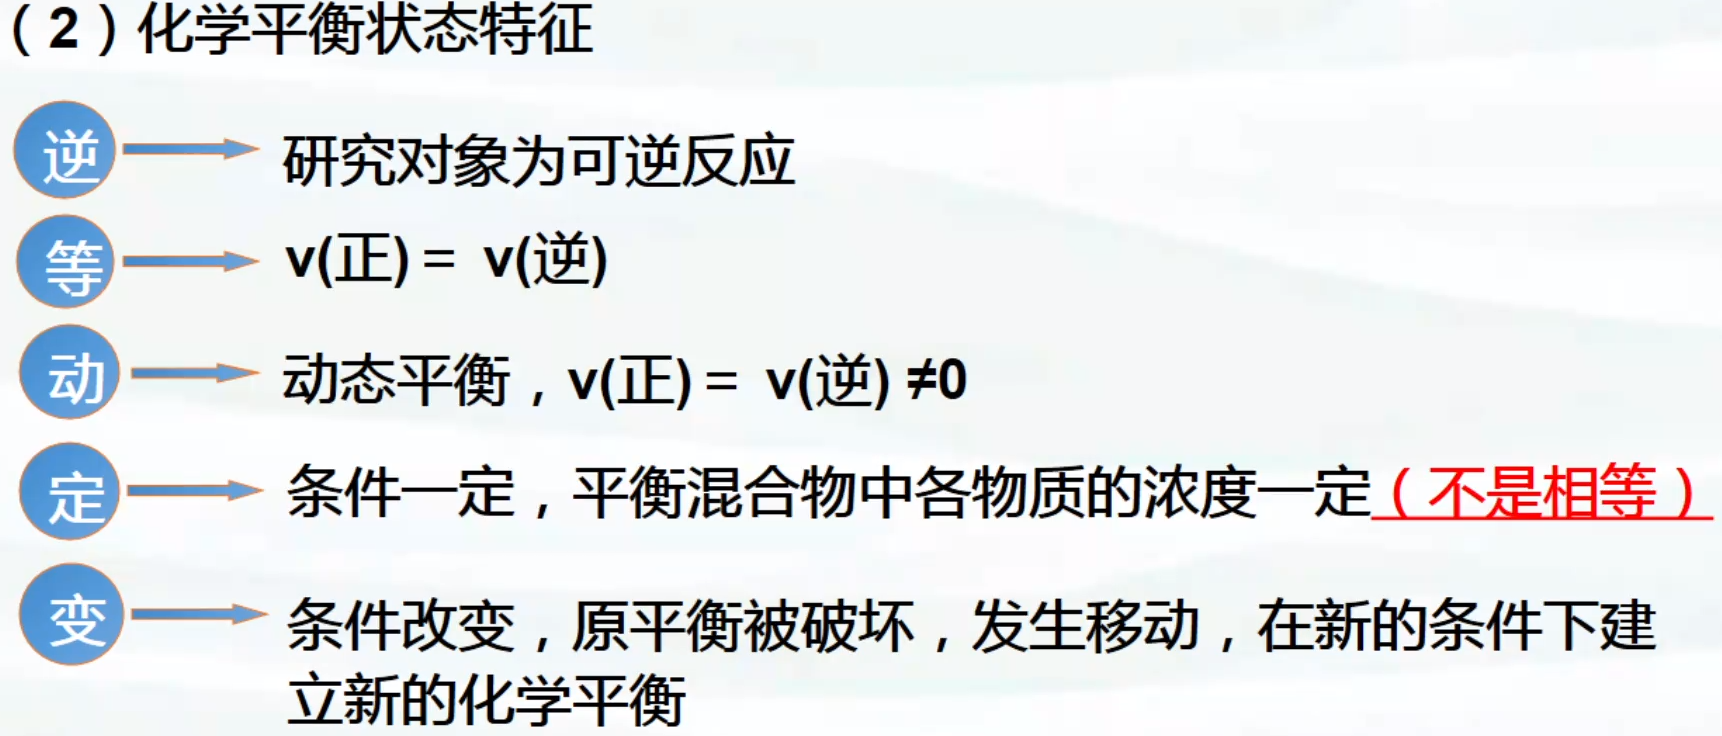 （2）化学平衡状态特征
逆 研究对象为可逆反应
等 v(正)= v(逆)
动 动态平衡，v(正)= v(逆) ≠0
定 条件一定，平衡混合物中各物质的浓度一定（不是相等）
变 条件改变，原平衡被破坏，发生移动，在新的条件下建
立新的化学平衡